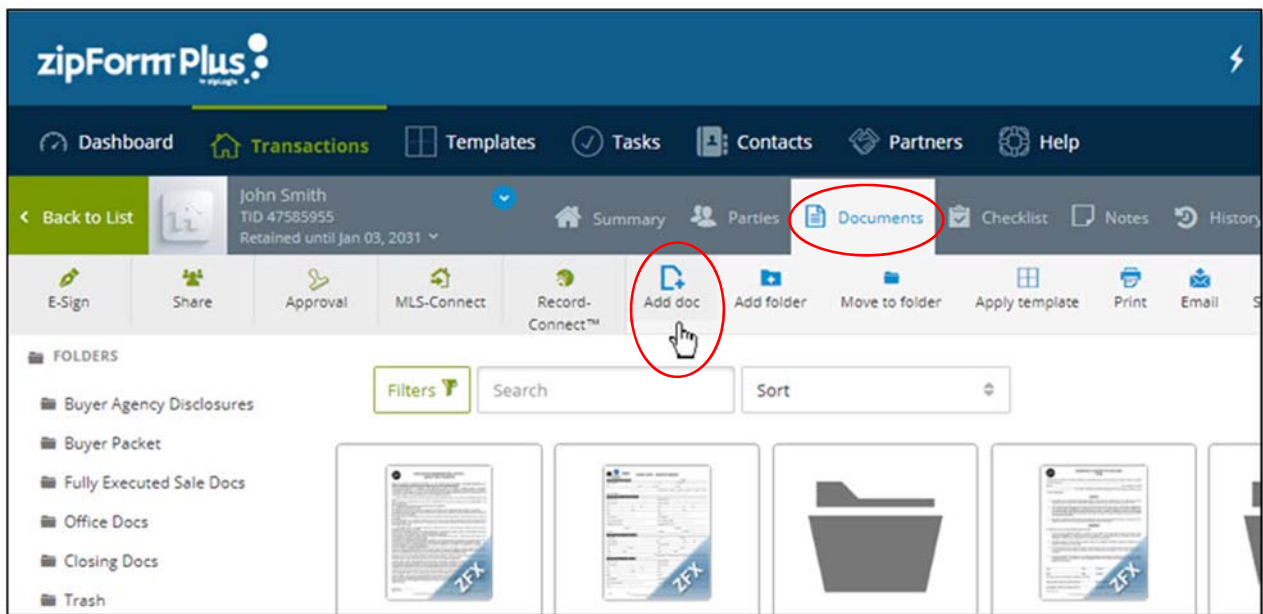 zipForm Plus
by zipLogix
Dashboard Transactions Templates Tasks Contacts Partners Help
Back to List
John Smith
TID 47585955
Retained until Jan 03, 2031
Summary Parties Documents Checklist Notes History
E-Sign Share Approval MLS-Connect Record-
Connect™
Add doc Add folder Move to folder Apply template Print Email S
FOLDERS
Filters Search Sort
Buyer Agency Disclosures
Buyer Packet
Fully Executed Sale Docs
Office Docs
Closing Docs
Trash
ZFX ZFX ZFX